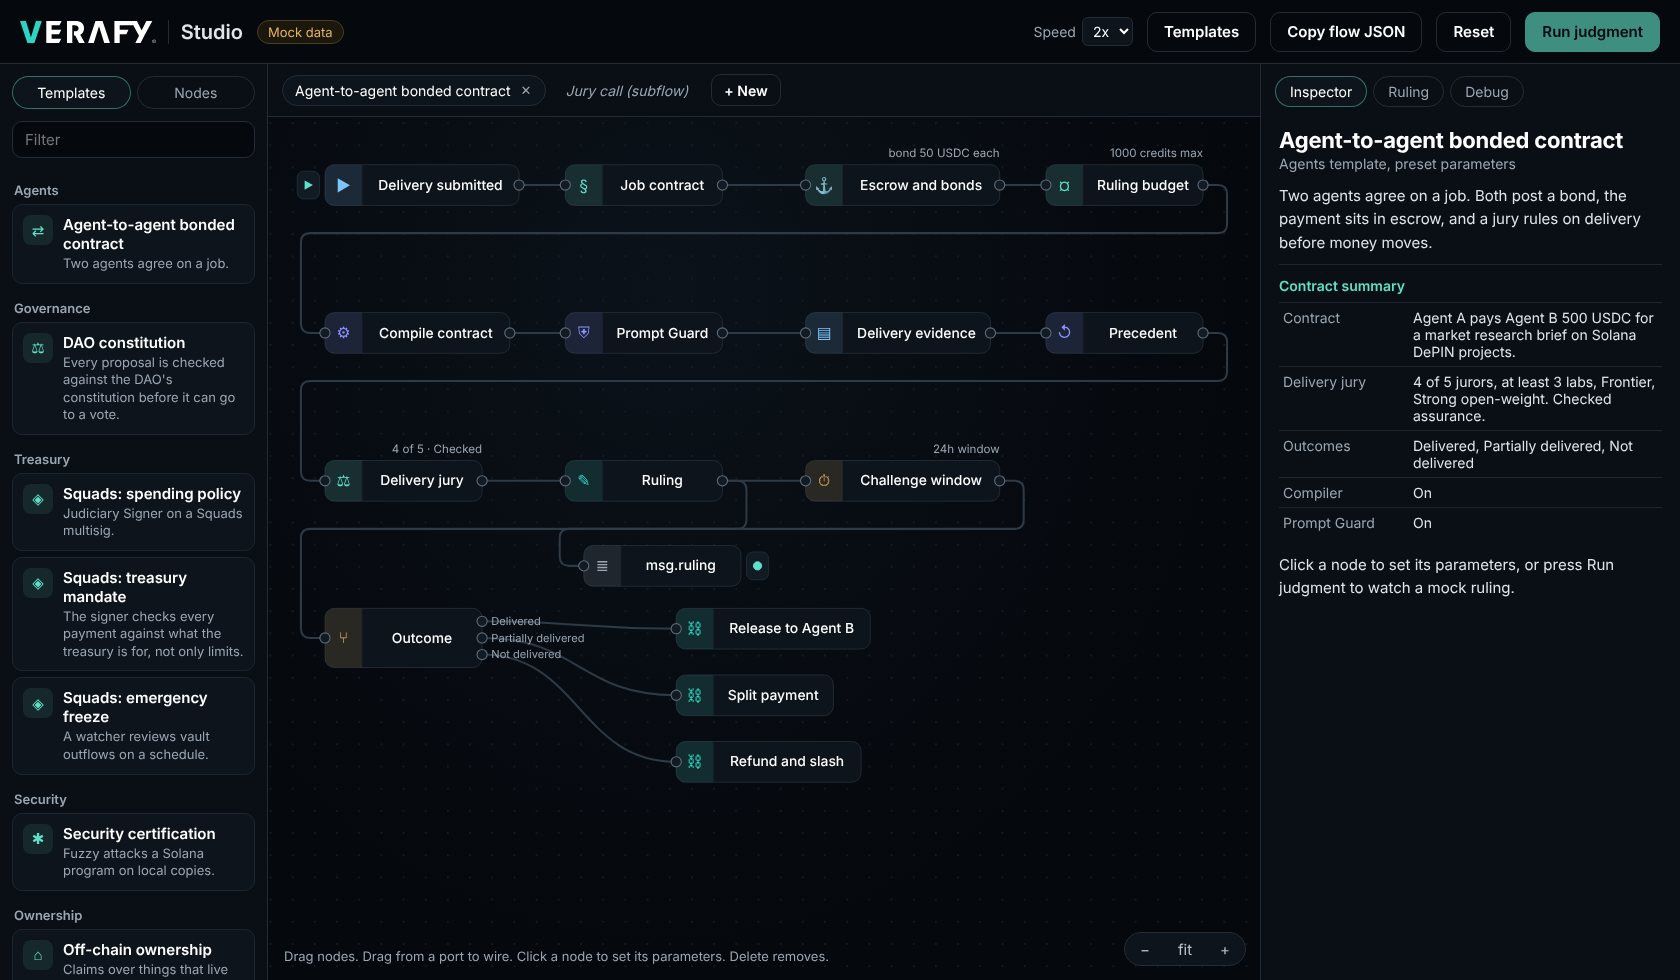 VERAFY
Studio
Mock data
Speed
2x
Templates
Copy flow JSON
Reset
Run judgment
Templates
Nodes
Filter
Agents
Agent-to-agent bonded
contract
Two agents agree on a job.
Governance
DAO constitution
Every proposal is checked
against the DAO's
constitution before it can go
to a vote.
Treasury
Squads: spending policy
Judiciary Signer on a Squads
multisig.
Squads: treasury
mandate
The signer checks every
payment against what the
treasury is for, not only limits.
Squads: emergency
freeze
A watcher reviews vault
outflows on a schedule.
Security
Security certification
Fuzzy attacks a Solana
program on local copies.
Ownership
Off-chain ownership
Claims over things that live
Agent-to-agent bonded contract ×
Jury call (subflow)
+ New
bond 50 USDC each
1000 credits max
Delivery submitted
§ Job contract
Escrow and bonds
¤ Ruling budget
Compile contract
Prompt Guard
Delivery evidence
Precedent
4 of 5 · Checked
24h window
Delivery jury
Ruling
Challenge window
msg.ruling
Outcome
Delivered
Partially delivered
Not delivered
Release to Agent B
Split payment
Refund and slash
Drag nodes. Drag from a port to wire. Click a node to set its parameters. Delete removes.
− fit +
Inspector
Ruling
Debug
Agent-to-agent bonded contract
Agents template, preset parameters
Two agents agree on a job. Both post a bond, the
payment sits in escrow, and a jury rules on delivery
before money moves.
Contract summary
Contract
Agent A pays Agent B 500 USDC for
a market research brief on Solana
DePIN projects.
Delivery jury
4 of 5 jurors, at least 3 labs, Frontier,
Strong open-weight. Checked
assurance.
Outcomes
Delivered, Partially delivered, Not
delivered
Compiler
On
Prompt Guard
On
Click a node to set its parameters, or press Run
judgment to watch a mock ruling.